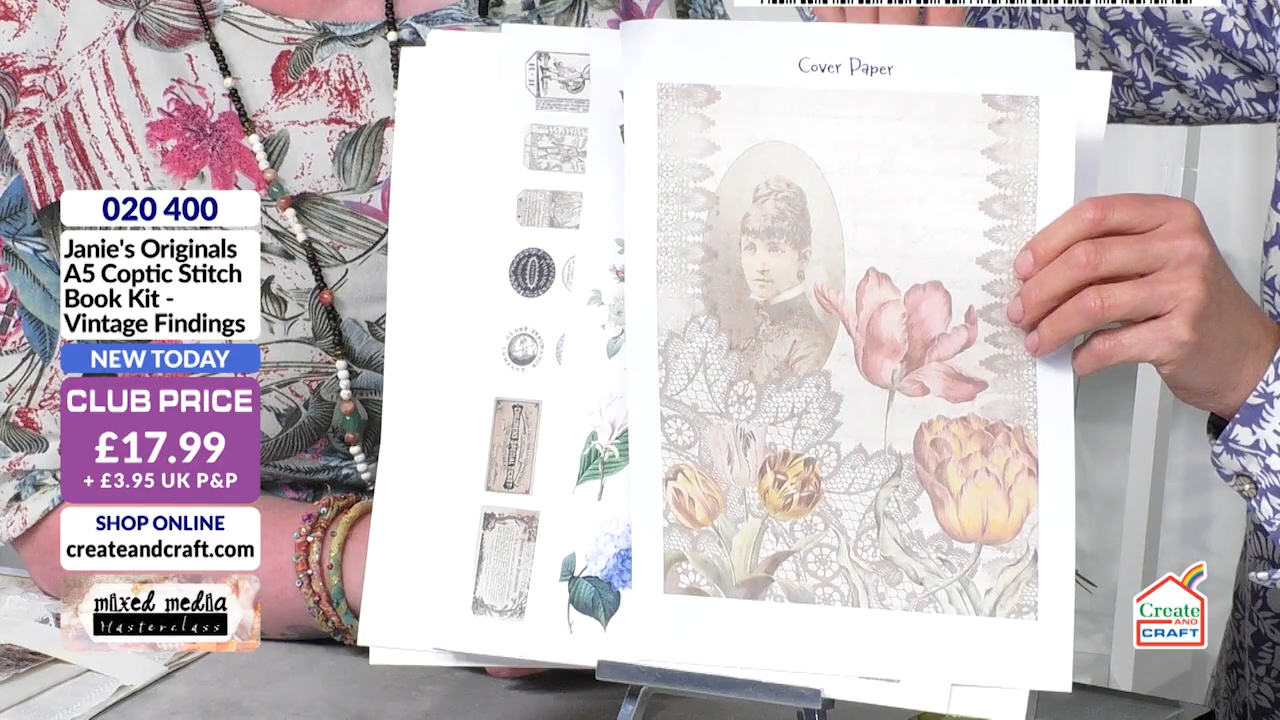 Cover Paper
020 400
Janie's Originals
A5 Coptic Stitch
Book Kit -
Vintage Findings
NEW TODAY
CLUB PRICE
£17.99
+ £3.95 UK P&P
SHOP ONLINE
createandcraft.com
mixed media
Masterclass
Create
AND
CRAFT